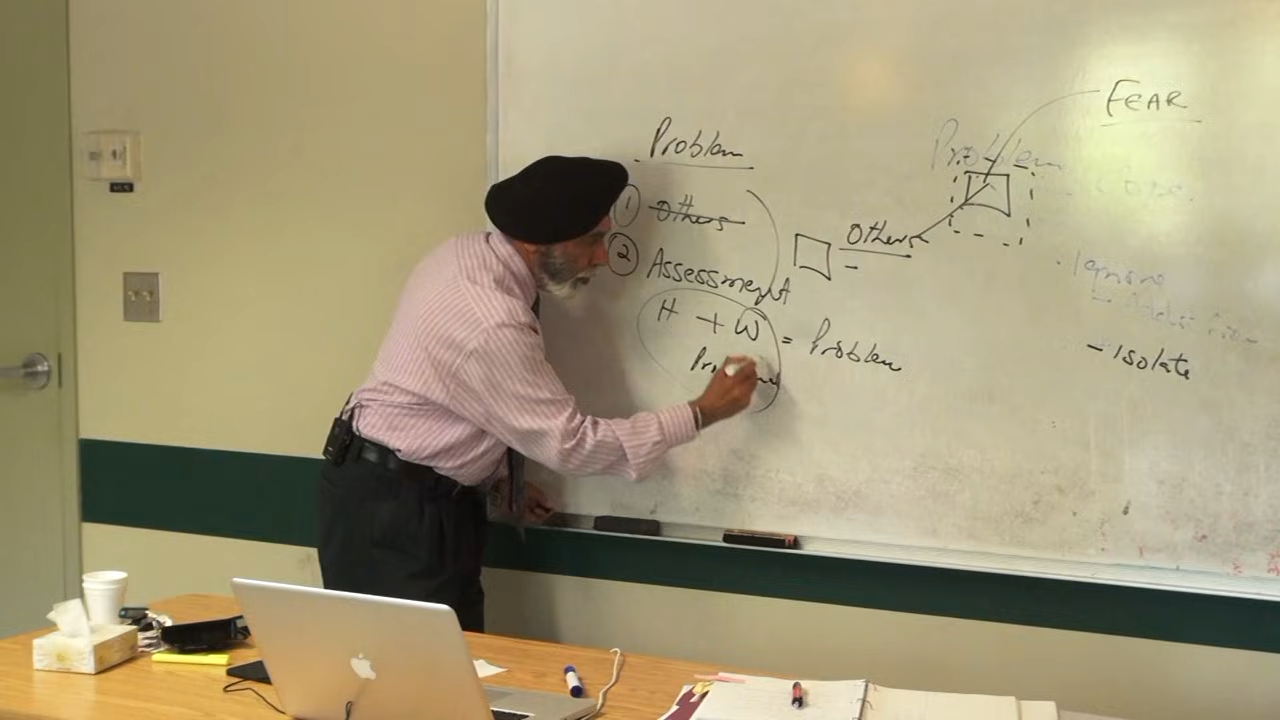 Problem
① Others
② Assessment
H + W = Problem
Others
-
FEAR
Problem
Ignore
- Isolate